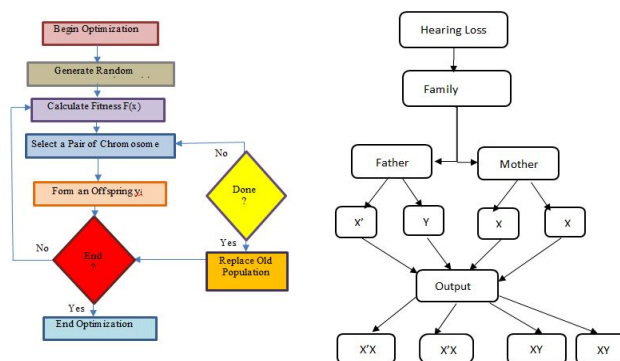 Begin Optimization
Generate Random
Calculate Fitness F(x)
Select a Pair of Chromosome
No
Form an Offspring yi
Done
?
No
Yes
End
?
Replace Old
Population
Yes
End Optimization
Hearing Loss
Family
Father
Mother
X'
Y
X
X
Output
X'X
X'X
XY
XY